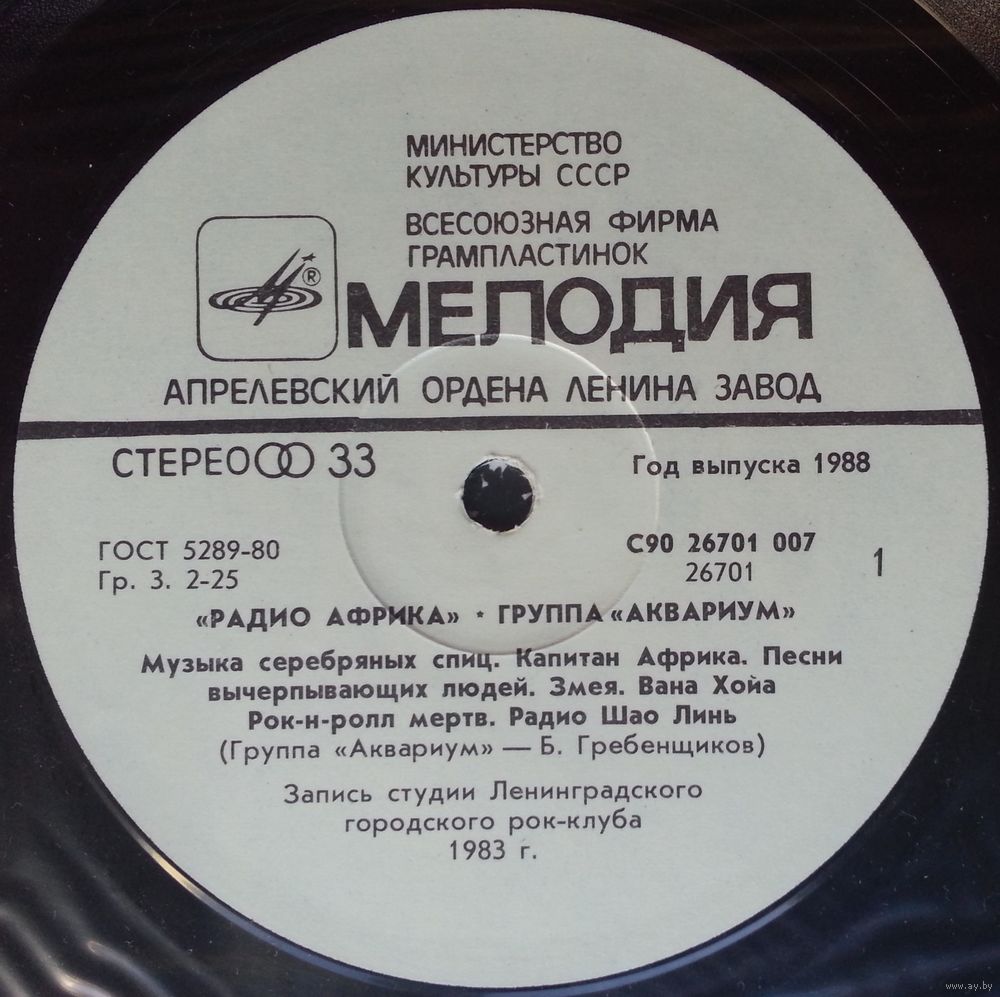 МИНИСТЕРСТВО
КУЛЬТУРЫ СССР
ВСЕСОЮЗНАЯ ФИРМА
ГРАМПЛАСТИНОК
®
МЕЛОДИЯ
АПРЕЛЕВСКИЙ ОРДЕНА ЛЕНИНА ЗАВОД
СТЕРЕО 33
Год выпуска 1988
ГОСТ 5289-80
Гр. 3. 2-25
С90 26701 007
26701
1
«РАДИО АФРИКА» * ГРУППА «АКВАРИУМ»
Музыка серебряных спиц. Капитан Африка. Песни
вычерпывающих людей. Змея. Вана Хойа
Рок-н-ролл мертв. Радио Шао Линь
(Группа «Аквариум» — Б. Гребенщиков)
Запись студии Ленинградского
городского рок-клуба
1983 г.
www.ay.by